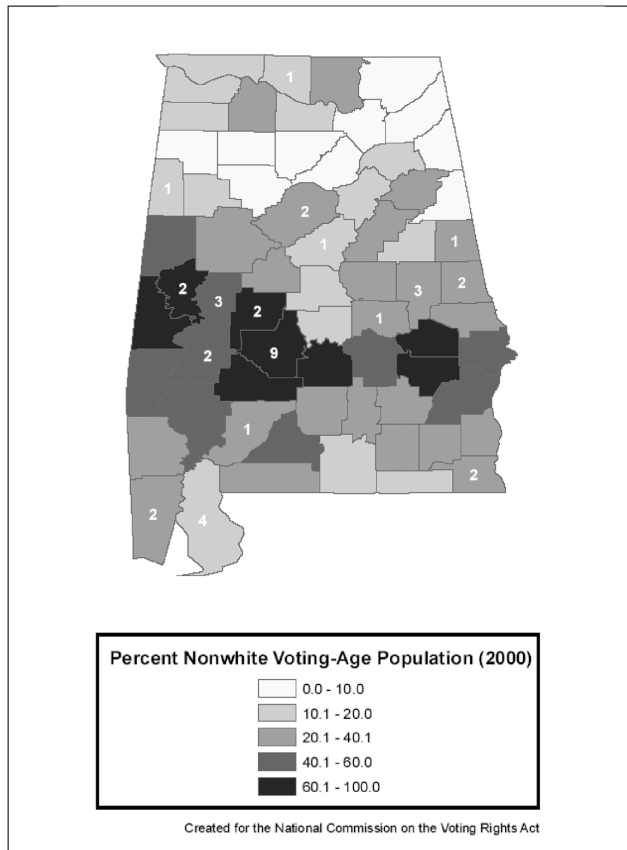 1
1
2
1
1
2
3
2
2
3
1
2
9
1
2
2
4
Percent Nonwhite Voting-Age Population (2000)
0.0 - 10.0
10.1 - 20.0
20.1 - 40.1
40.1 - 60.0
60.1 - 100.0
Created for the National Commission on the Voting Rights Act